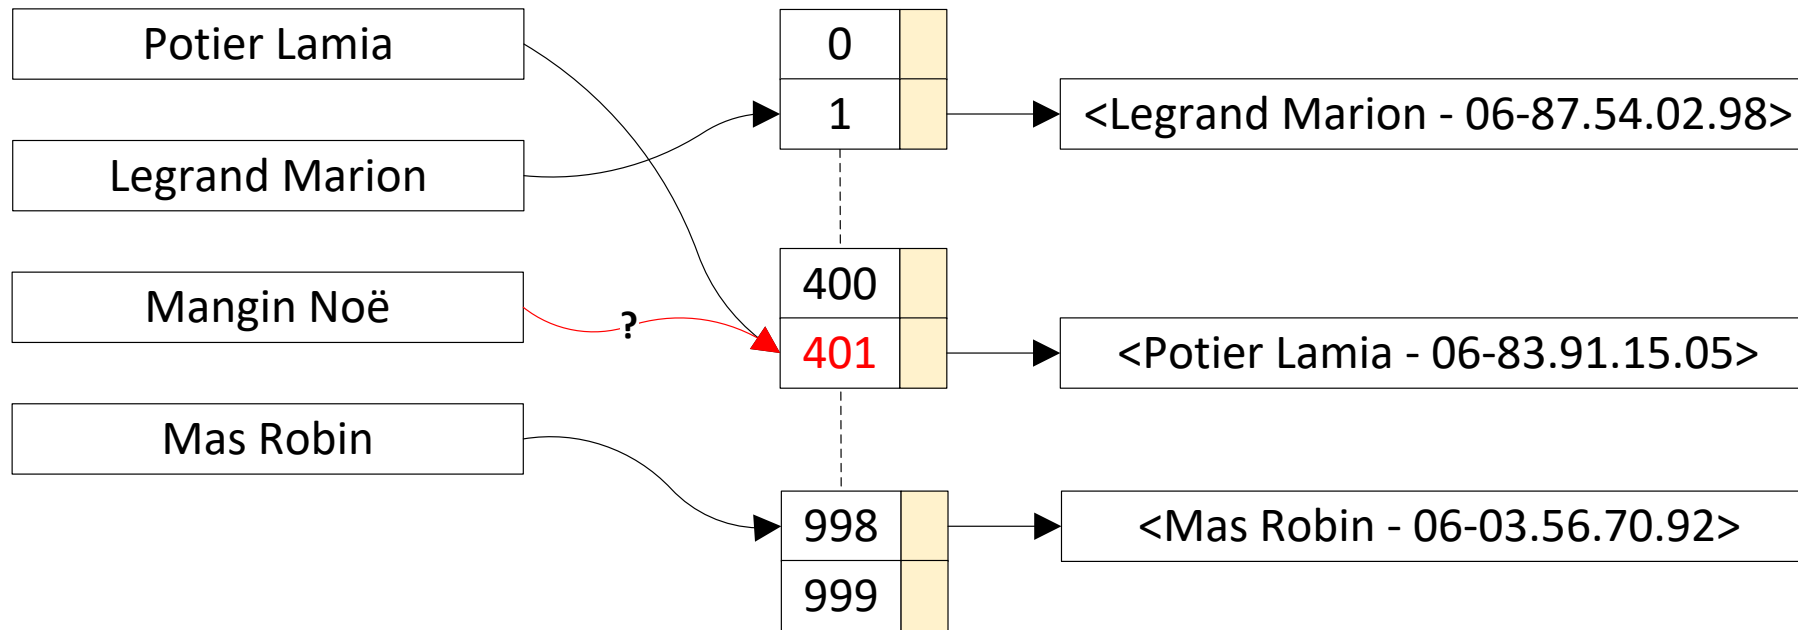 Potier Lamia
Legrand Marion
Mangin Noë
Mas Robin
?
0
1
400
401
998
999
<Legrand Marion - 06-87.54.02.98>
<Potier Lamia - 06-83.91.15.05>
<Mas Robin - 06-03.56.70.92>